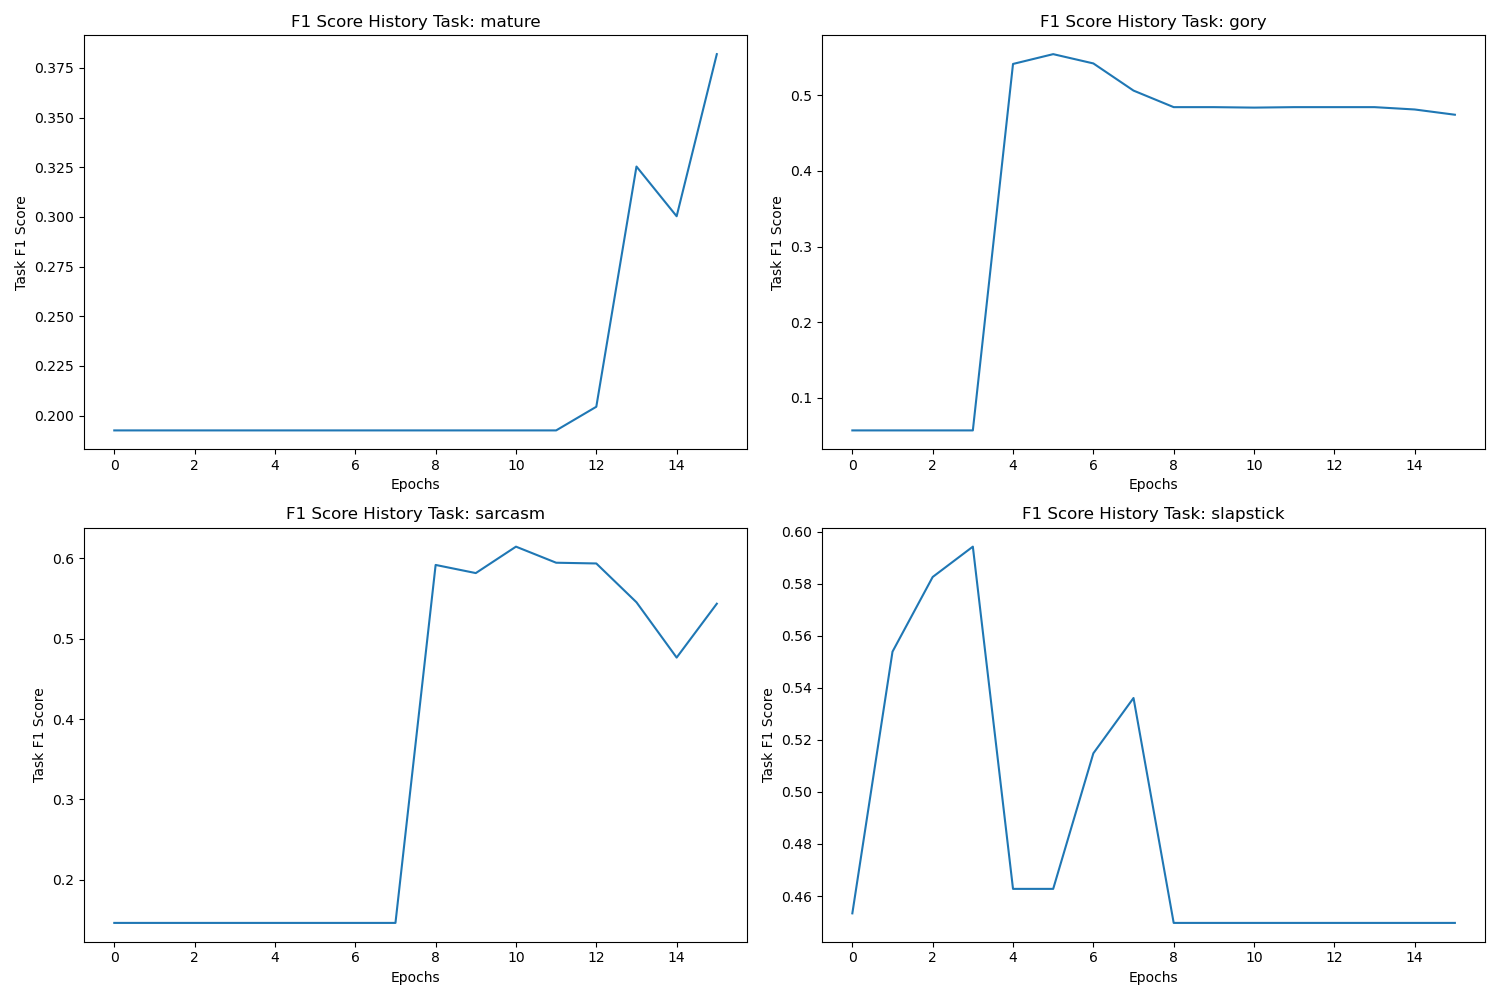 F1 Score History Task: mature
Task F1 Score
0.375
0.350
0.325
0.300
0.275
0.250
0.225
0.200
0 2 4 6 8 10 12 14
Epochs
F1 Score History Task: gory
Task F1 Score
0.5
0.4
0.3
0.2
0.1
0 2 4 6 8 10 12 14
Epochs
F1 Score History Task: sarcasm
Task F1 Score
0.6
0.5
0.4
0.3
0.2
0 2 4 6 8 10 12 14
Epochs
F1 Score History Task: slapstick
Task F1 Score
0.60
0.58
0.56
0.54
0.52
0.50
0.48
0.46
0 2 4 6 8 10 12 14
Epochs